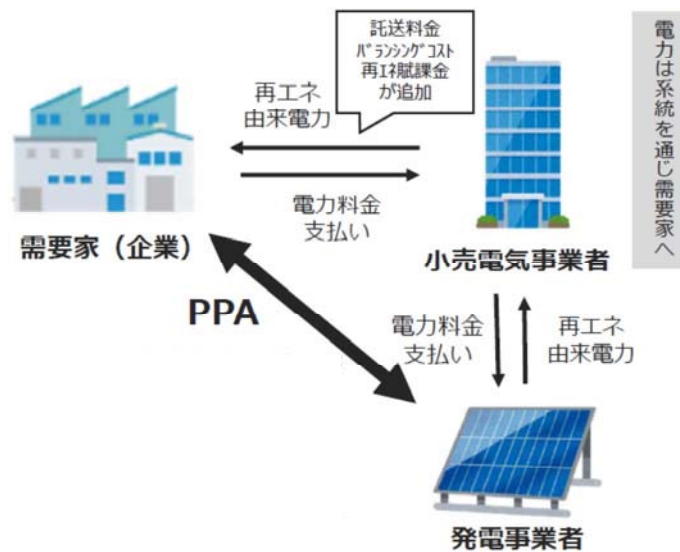 託送料金
ﾊﾞﾗﾝｼﾝｸﾞｺｽﾄ
再ｴﾈ賦課金
が追加
電力は系統を通じ需要家へ
再エネ
由来電力
電力料金
支払い
需要家（企業）
小売電気事業者
PPA
電力料金
支払い
再エネ
由来電力
発電事業者